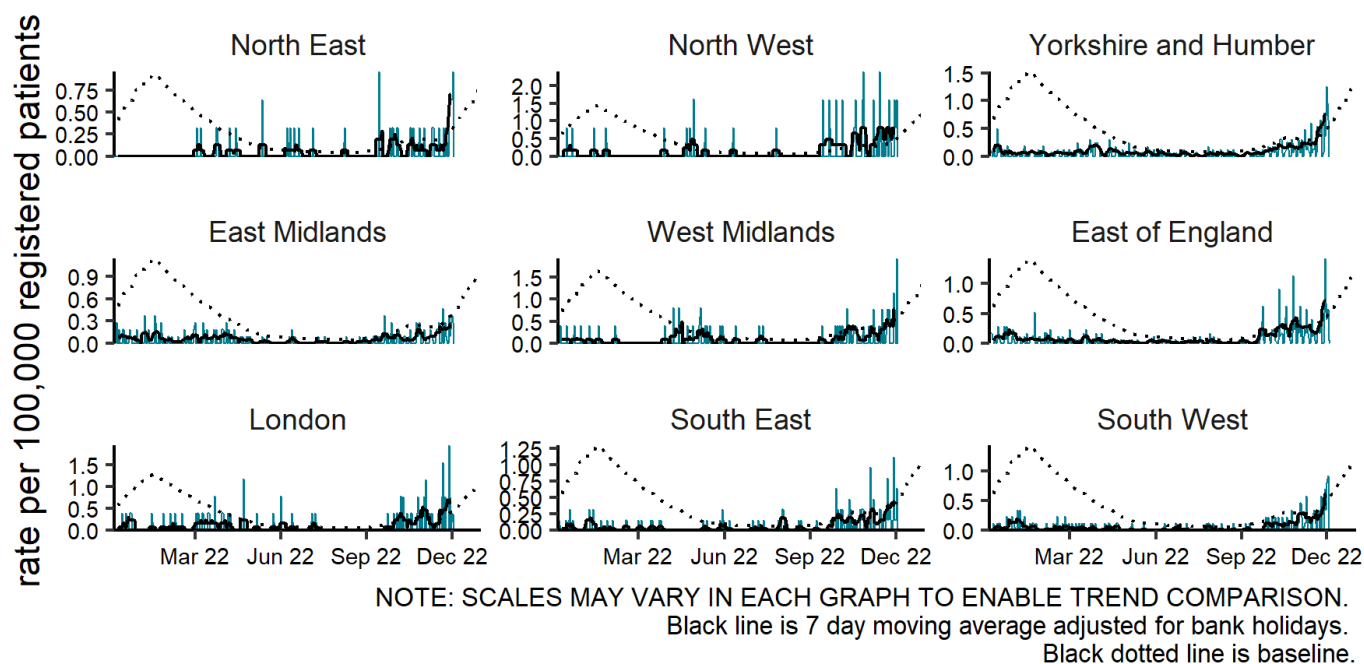 rate per 100,000 registered patients
North East
0.75
0.50
0.25
0.00
North West
2.0
1.5
1.0
0.5
0.0
Yorkshire and Humber
1.5
1.0
0.5
0.0
East Midlands
0.9
0.6
0.3
0.0
West Midlands
1.5
1.0
0.5
0.0
East of England
1.0
0.5
0.0
London
1.5
1.0
0.5
0.0
South East
1.25
1.00
0.75
0.50
0.25
0.00
South West
1.0
0.5
0.0
Mar 22 Jun 22 Sep 22 Dec 22
Mar 22 Jun 22 Sep 22 Dec 22
Mar 22 Jun 22 Sep 22 Dec 22
NOTE: SCALES MAY VARY IN EACH GRAPH TO ENABLE TREND COMPARISON.
Black line is 7 day moving average adjusted for bank holidays.
Black dotted line is baseline.